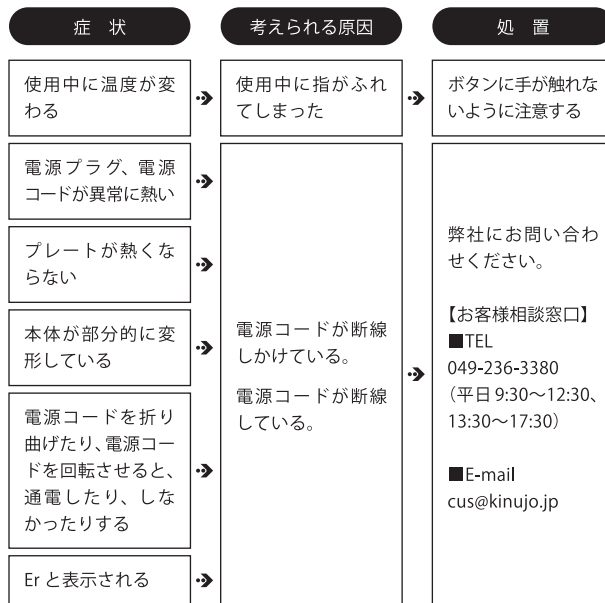 症 状
考えられる原因
処 置
使用中に温度が変
わる
使用中に指がふれ
てしまった
ボタンに手が触れな
いように注意する
電源プラグ、電源
コードが異常に熱い
プレートが熱くな
らない
本体が部分的に変
形している
電源コードを折り
曲げたり、電源コー
ドを回転させると、
通電したり、しな
かったりする
Er と表示される
電源コードが断線
しかけている。
電源コードが断線
している。
弊社にお問い合わ
せください。
【お客様相談窓口】
■TEL
049-236-3380
（平日 9:30〜12:30、
13:30〜17:30）
■E-mail
cus@kinujo.jp